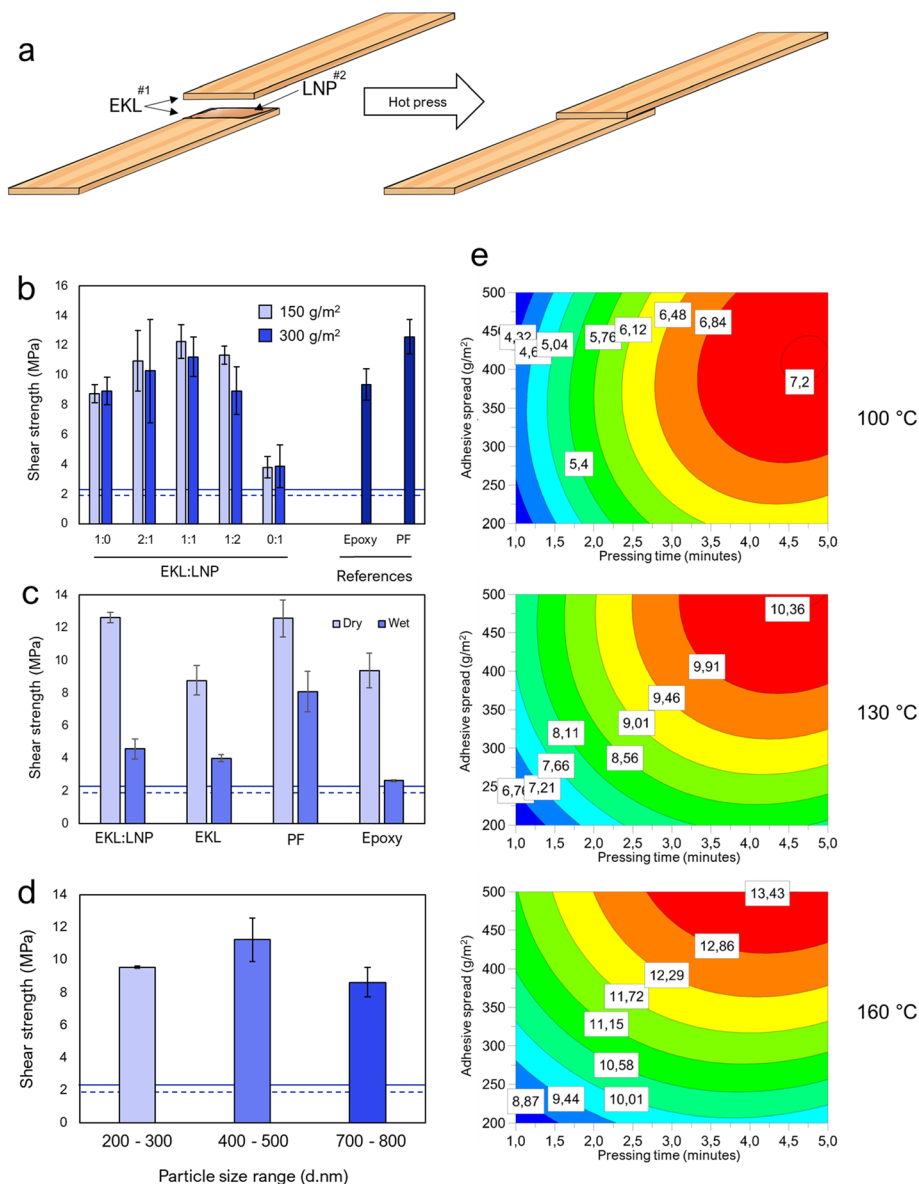 a
EKL#1
LNP#2
Hot press
b
Shear strength (MPa)
16
14
12
10
8
6
4
2
0
150 g/m²
300 g/m²
1:0 2:1 1:1 1:2 0:1 Epoxy PF
EKL:LNP References
c
Shear strength (MPa)
14
12
10
8
6
4
2
0
Dry Wet
EKL:LNP EKL PF Epoxy
d
Shear strength (MPa)
14
12
10
8
6
4
2
0
200 - 300 400 - 500 700 - 800
Particle size range (d.nm)
e
Adhesive spread (g/m²)
500
400
350
300
250
200
4,32
5,04
5,76
6,12
6,48
6,84
7,2
5,4
1,0 1,5 2,0 2,5 3,0 3,5 4,0 4,5 5,0
Pressing time (minutes)
100 °C
Adhesive spread (g/m²)
500
450
400
350
300
250
200
10,36
9,91
9,46
9,01
8,56
8,11
7,66
7,21
1,0 1,5 2,0 2,5 3,0 3,5 4,0 4,5 5,0
Pressing time (minutes)
130 °C
Adhesive spread (g/m²)
500
450
400
350
300
250
200
13,43
12,86
12,29
11,72
11,15
10,58
10,01
9,44
8,87
1,0 1,5 2,0 2,5 3,0 3,5 4,0 4,5 5,0
Pressing time (minutes)
160 °C